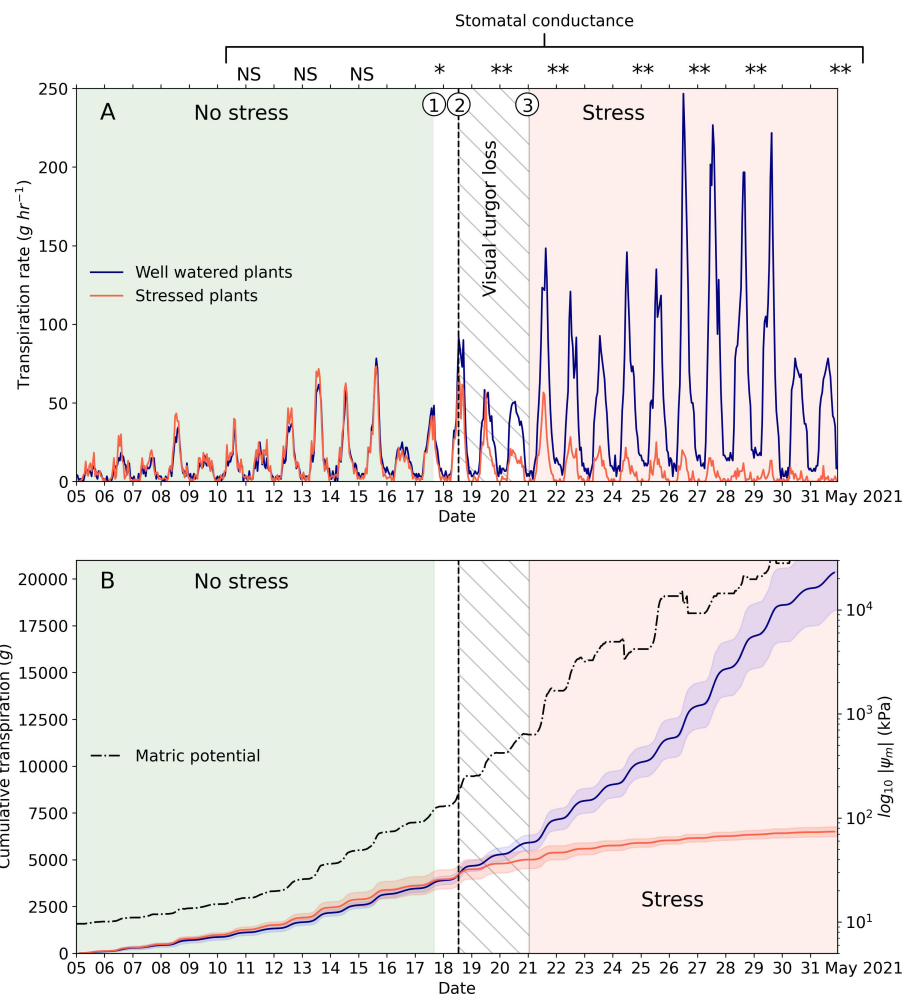 Stomatal conductance
NS NS NS * ** ** ** ** ** **
250
200
150
100
50
0
Transpiration rate (g hr⁻¹)
A
No stress
① ② ③
Visual turgor loss
Stress
Well watered plants
Stressed plants
05 06 07 08 09 10 11 12 13 14 15 16 17 18 19 20 21 22 23 24 25 26 27 28 29 30 31 May 2021
Date
20000
17500
15000
12500
10000
7500
5000
2500
0
Cumulative transpiration (g)
B
No stress
Matric potential
Stress
10⁴
10³
10²
10¹
log₁₀ |ψₘ| (kPa)
05 06 07 08 09 10 11 12 13 14 15 16 17 18 19 20 21 22 23 24 25 26 27 28 29 30 31 May 2021
Date